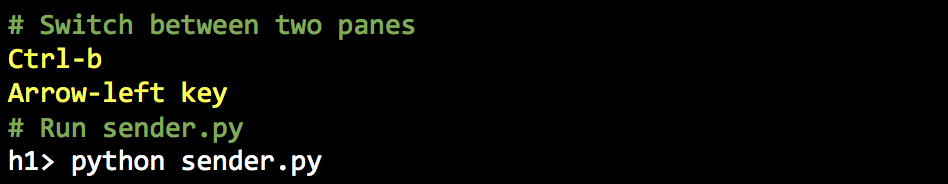 # Switch between two panes
Ctrl-b
Arrow-left key
# Run sender.py
h1> python sender.py